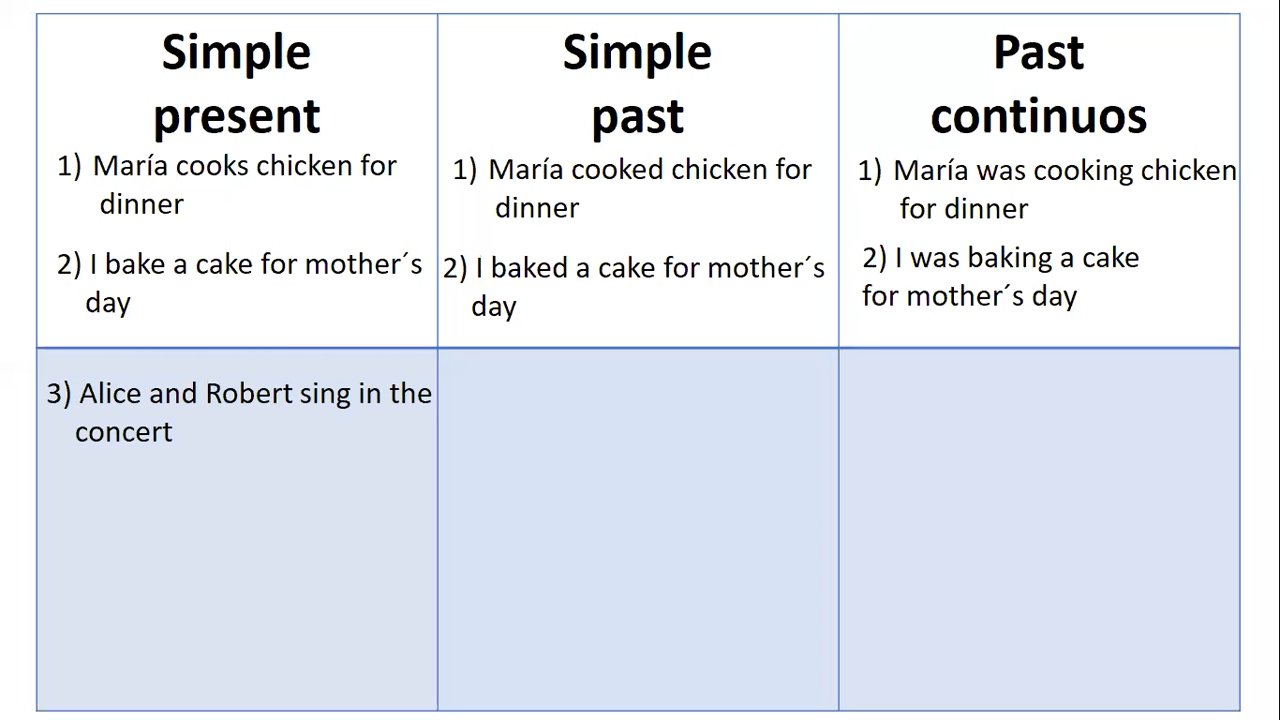 Simple
present
1) María cooks chicken for
dinner
2) I bake a cake for mother´s
day
Simple
past
1) María cooked chicken for
dinner
2) I baked a cake for mother´s
day
Past
continuos
1) María was cooking chicken
for dinner
2) I was baking a cake
for mother´s day
3) Alice and Robert sing in the
concert